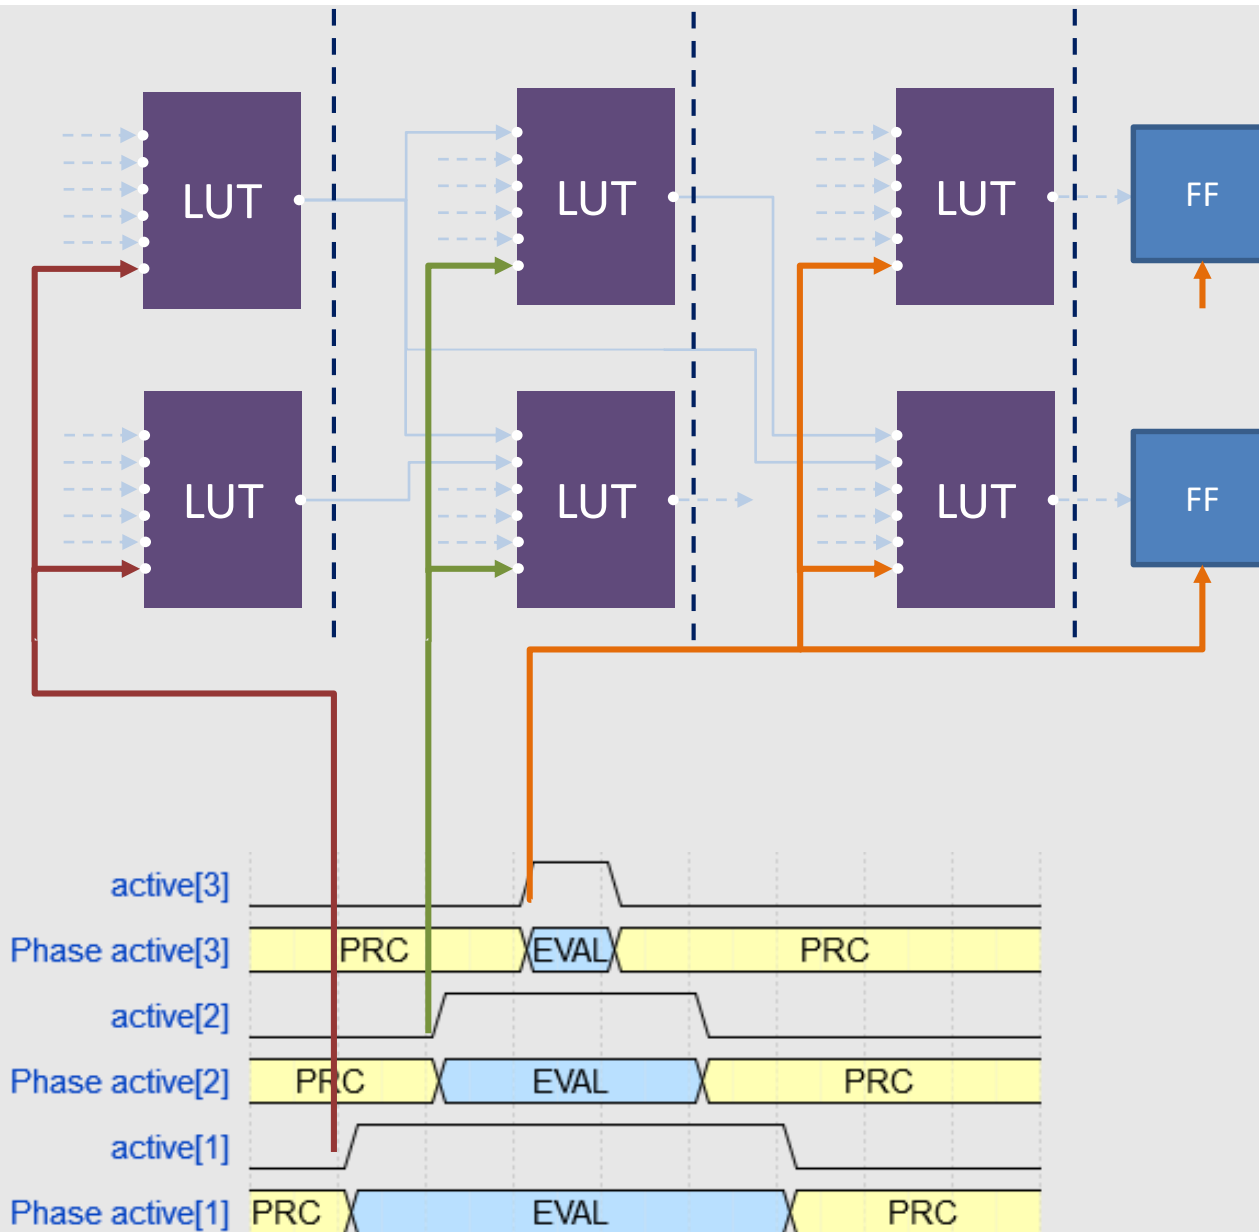 LUT LUT LUT FF
LUT LUT LUT FF
active[3]
Phase active[3] PRC EVAL PRC
active[2]
Phase active[2] PRC EVAL PRC
active[1]
Phase active[1] PRC EVAL PRC